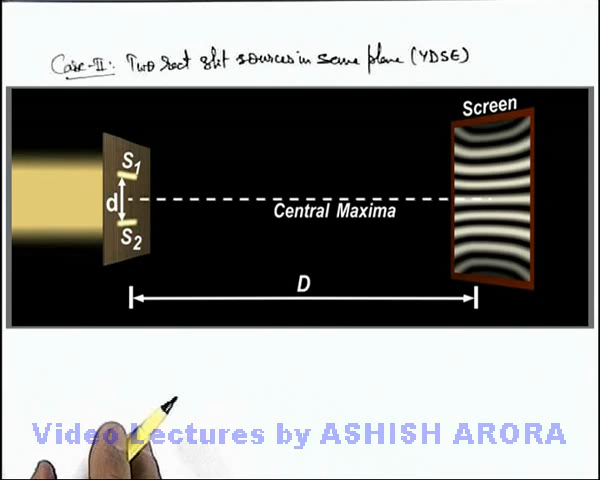 Case-II: Two rect slit sources in same plane (YDSE)
Screen
S1
d
S2
Central Maxima
D
Video Lectures by ASHISH ARORA